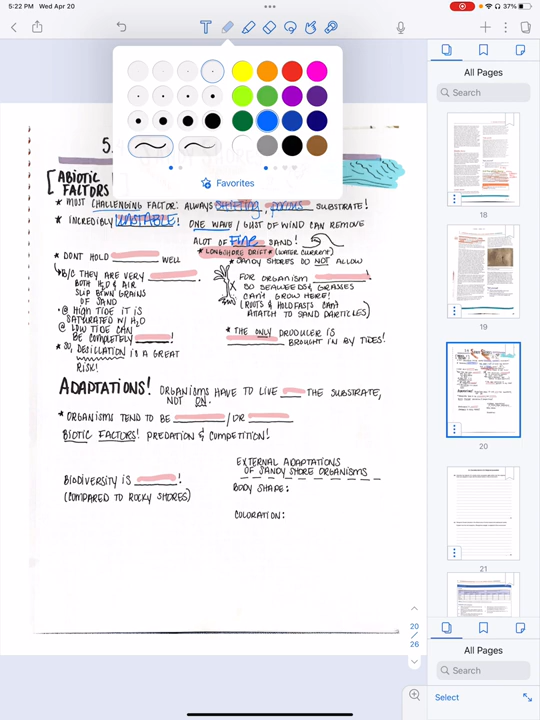 5:22 PM Wed Apr 20
37%
T
5.
[ABIOTIC
FACTORS
* MOST CHALLENGING FACTOR: ALWAYS SHIFTING, POROUS SUBSTRATE!
* INCREDIBLY UNSTABLE! ONE WAVE / GUST OF WIND CAN REMOVE
ALOT OF FINE SAND!
*LONGSHORE DRIFT* (WATER CURRENT)
* DONT HOLD WELL
↳B/C THEY ARE VERY .
BOTH H2O & AIR
SLIP DOWN GRAINS
OF SAND
• @ HIGH TIDE IT IS
SATURATED W/ H2O
@ LOW TIDE CAN
BE COMPLETELY !
* SO, DESICCATION IS A GREAT
RISK!
* SANDY SHORES DO NOT ALLOW
FOR ORGANISM !
* SO SEAWEEDS & GRASSES
CAN'T GROW HERE!
(ROOTS & HOLDFASTS CAN'T
ATATCH TO SAND PARTICLES)
* THE ONLY PRODUCER IS
BROUGHT IN BY TIDES!
ADAPTATIONS! ORGANISMS HAVE TO LIVE THE SUBSTRATE,
NOT ON.
* ORGANISMS TEND TO BE /OR
BIOTIC FACTORS! PREDATION & COMPETITION!
BIODIVERSITY IS !
(COMPARED TO ROCKY SHORES)
EXTERNAL ADAPTATIONS
OF SANDY SHORE ORGANISMS
BODY SHAPE:
COLORATION:
Favorites
20
/
26
All Pages
Search
18
19
20
21
All Pages
Search
Select